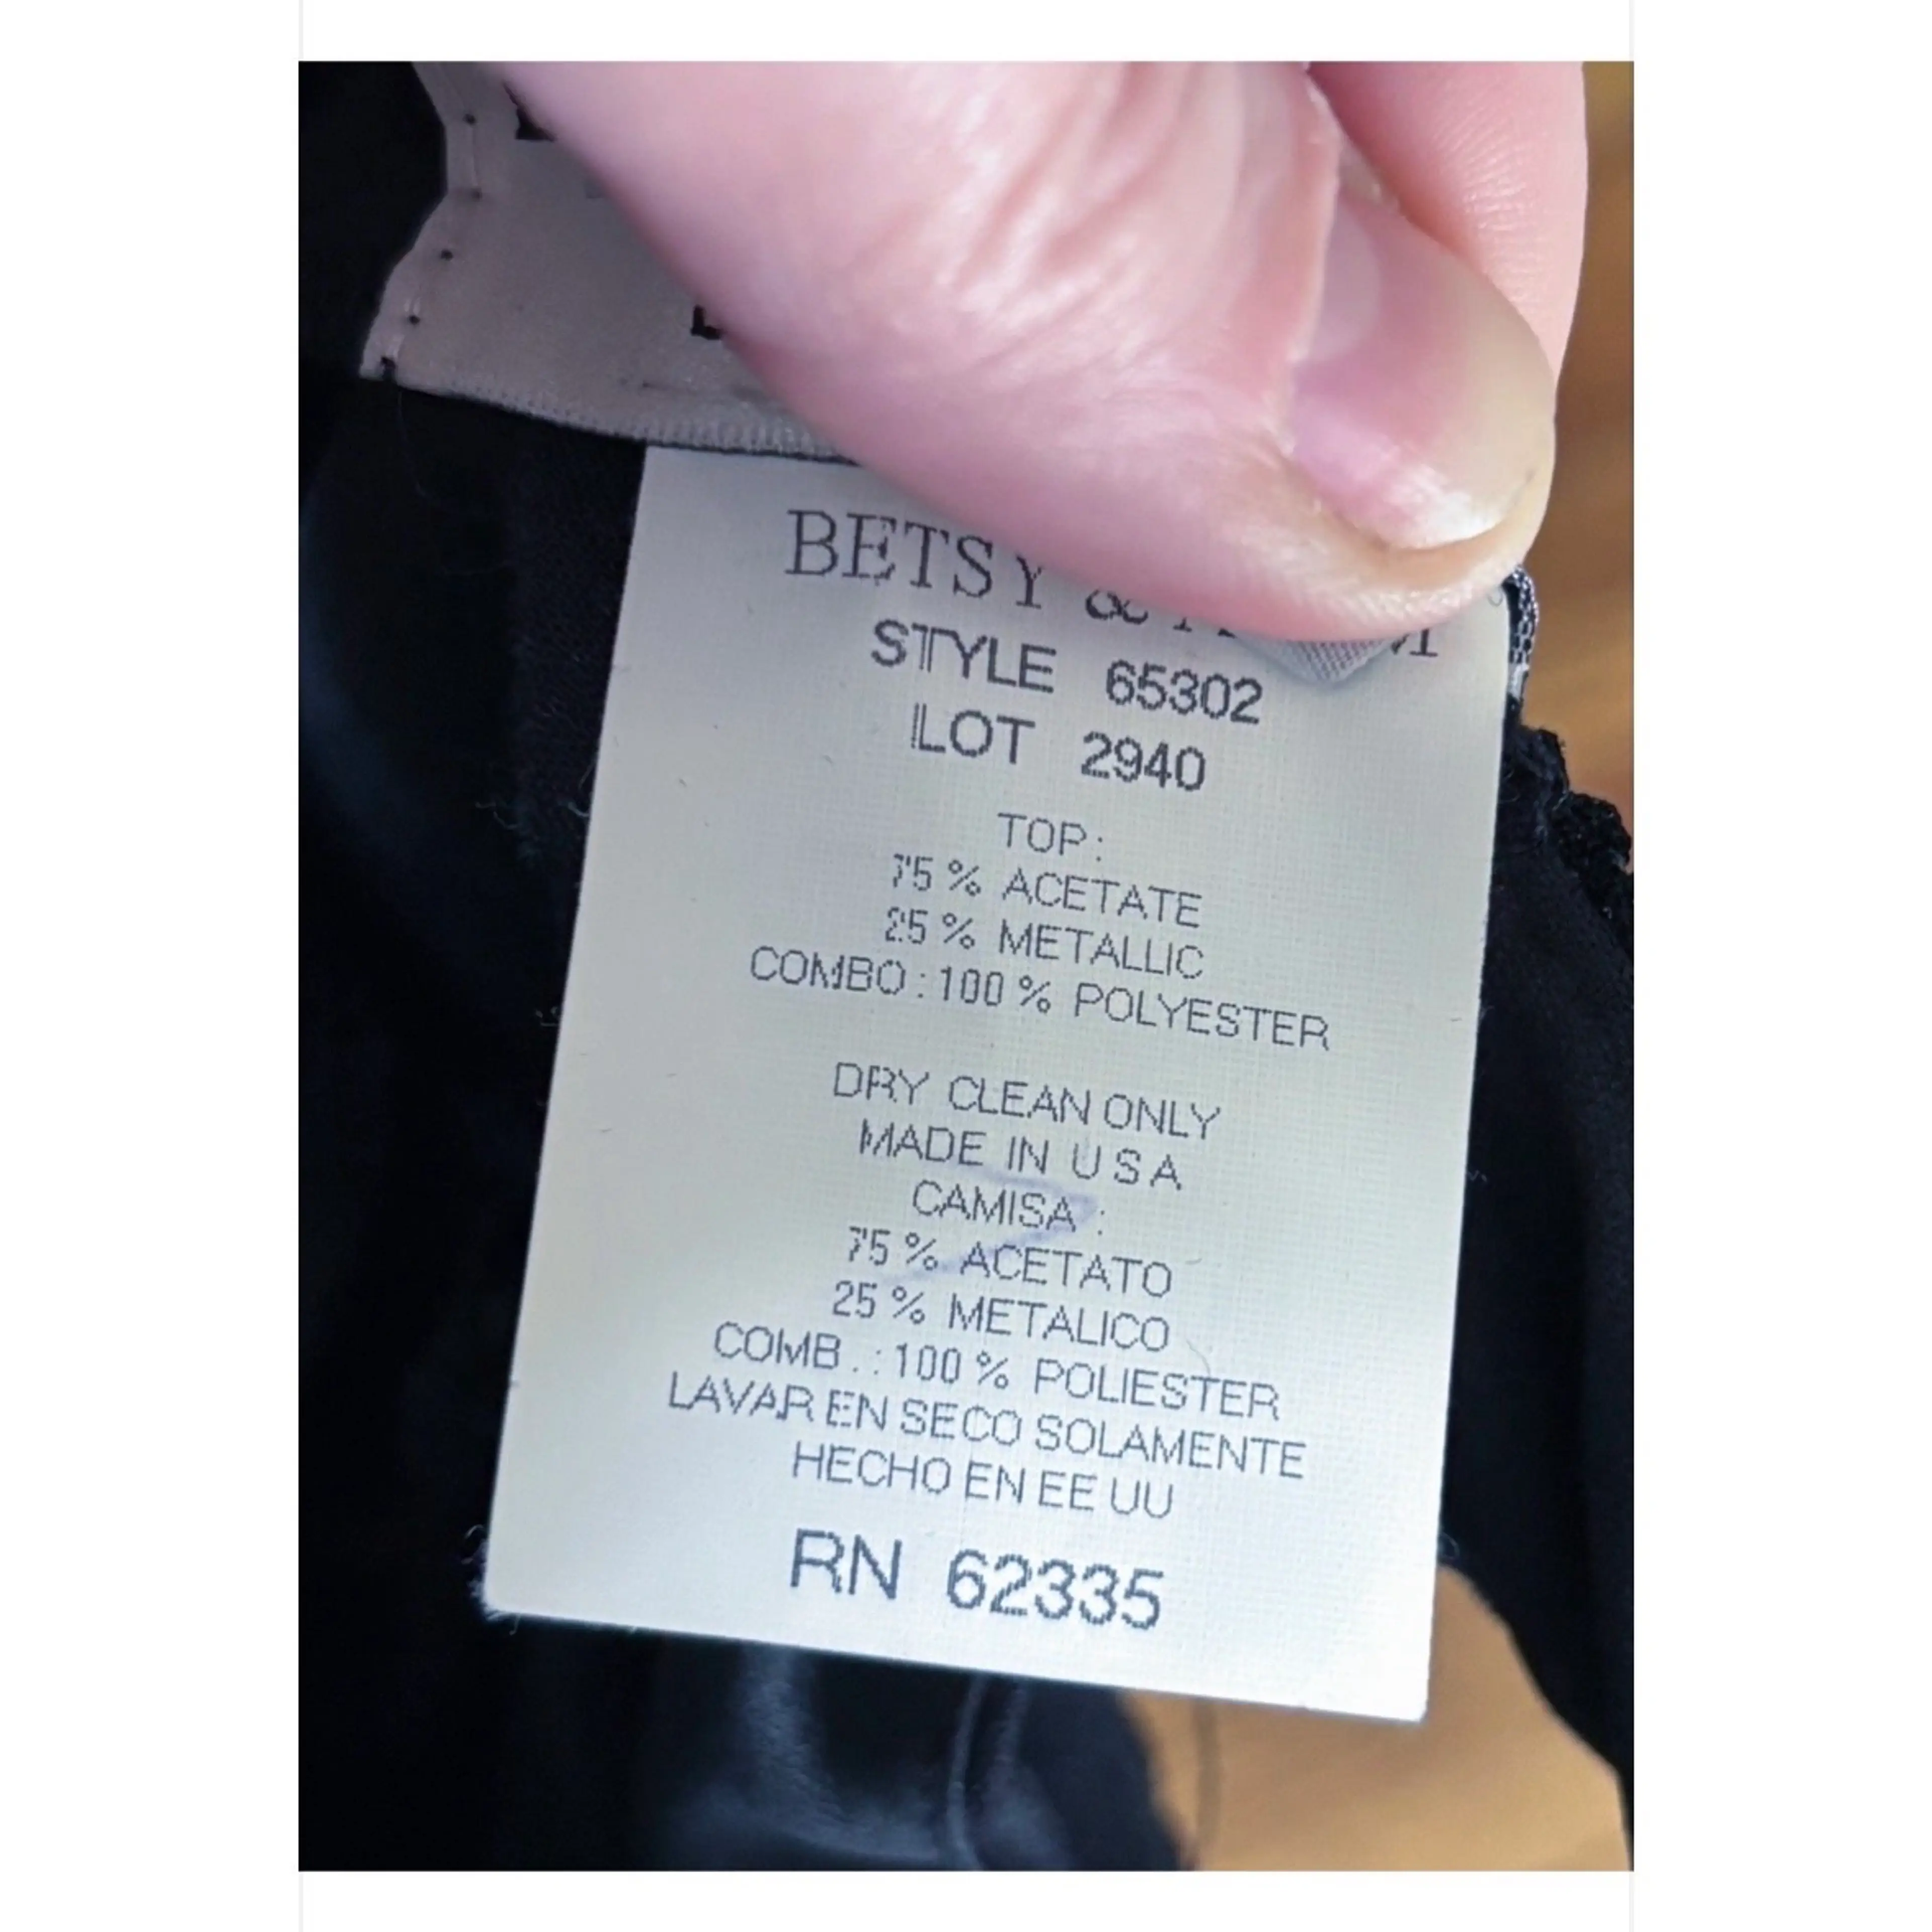 BETSY &
STYLE 65302
LOT 2940
TOP:
75% ACETATE
25% METALLIC
COMBO:100% POLYESTER
DRY CLEAN ONLY
MADE IN U S A
CAMISA:
75% ACETATO
25% METALICO
COMB.:100% POLIESTER
LAVAR EN SECO SOLAMENTE
HECHO EN EE UU
RN 62335